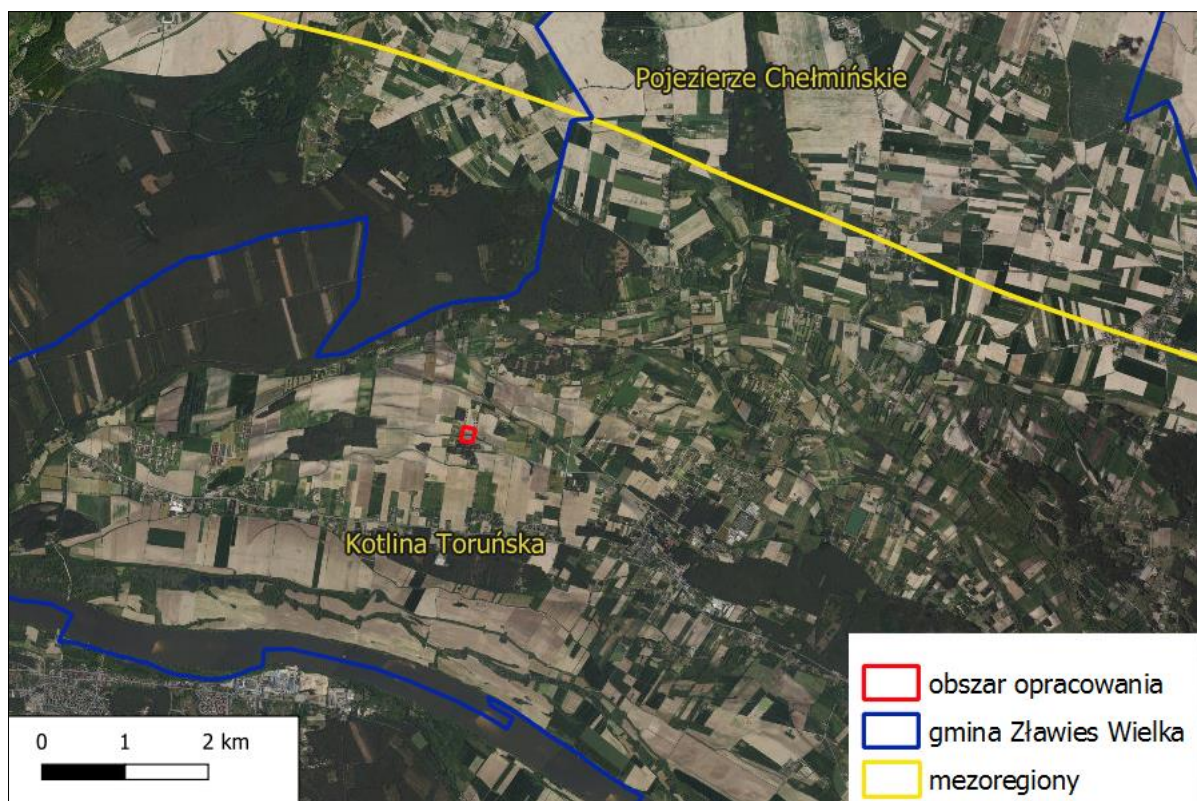 Pojezierze Chełmińskie
Kotlina Toruńska
obszar opracowania
gmina Zławies Wielka
mezoregiony
0 1 2 km